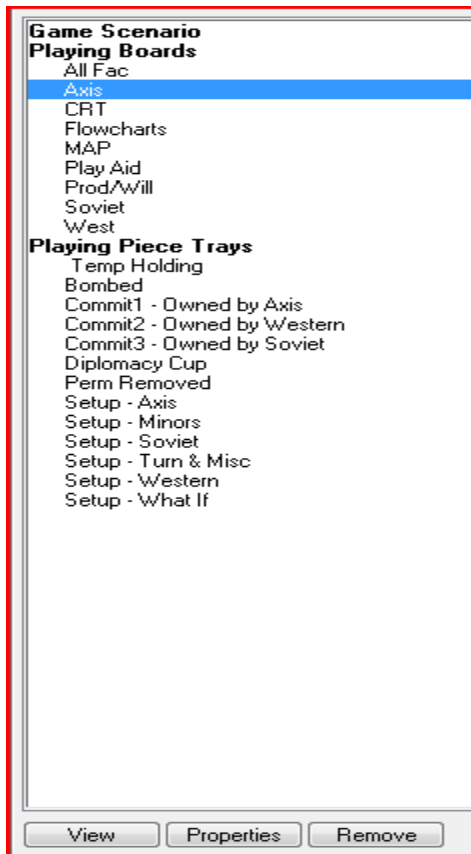 Game Scenario
Playing Boards
All Fac
Axis
CRT
Flowcharts
MAP
Play Aid
Prod/Will
Soviet
West
Playing Piece Trays
Temp Holding
Bombed
Commit1 - Owned by Axis
Commit2 - Owned by Western
Commit3 - Owned by Soviet
Diplomacy Cup
Perm Removed
Setup - Axis
Setup - Minors
Setup - Soviet
Setup - Turn & Misc
Setup - Western
Setup - What If
View Properties Remove